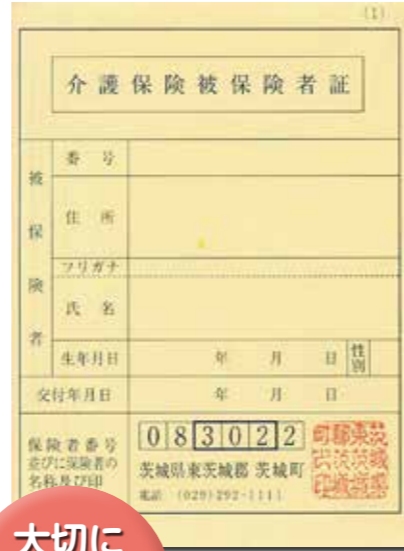 (1)
介護保険被保険者証
被保険者
番号
住所
フリガナ
氏名
生年月日 年 月 日 性別
交付年月日 年 月 日
保険者番号
並びに保険者の
名称及び印
083022
茨城県東茨城郡 茨城町
電話 (029)292-1111
大切に